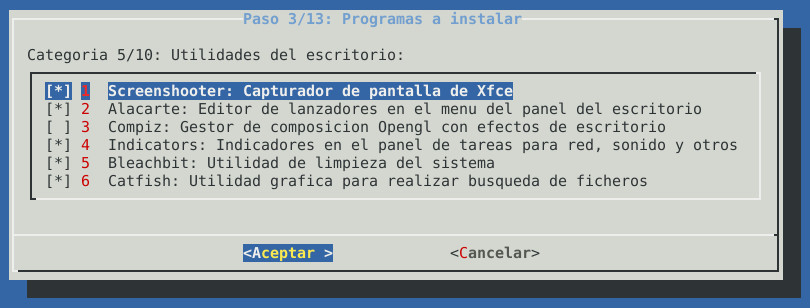 Paso 3/13: Programas a instalar
Categoria 5/10: Utilidades del escritorio:
[*] 1 Screenshooter: Capturador de pantalla de Xfce
[*] 2 Alacarte: Editor de lanzadores en el menu del panel del escritorio
[ ] 3 Compiz: Gestor de composicion Opengl con efectos de escritorio
[*] 4 Indicators: Indicadores en el panel de tareas para red, sonido y otros
[*] 5 Bleachbit: Utilidad de limpieza del sistema
[*] 6 Catfish: Utilidad grafica para realizar busqueda de ficheros
<Aceptar > <Cancelar>